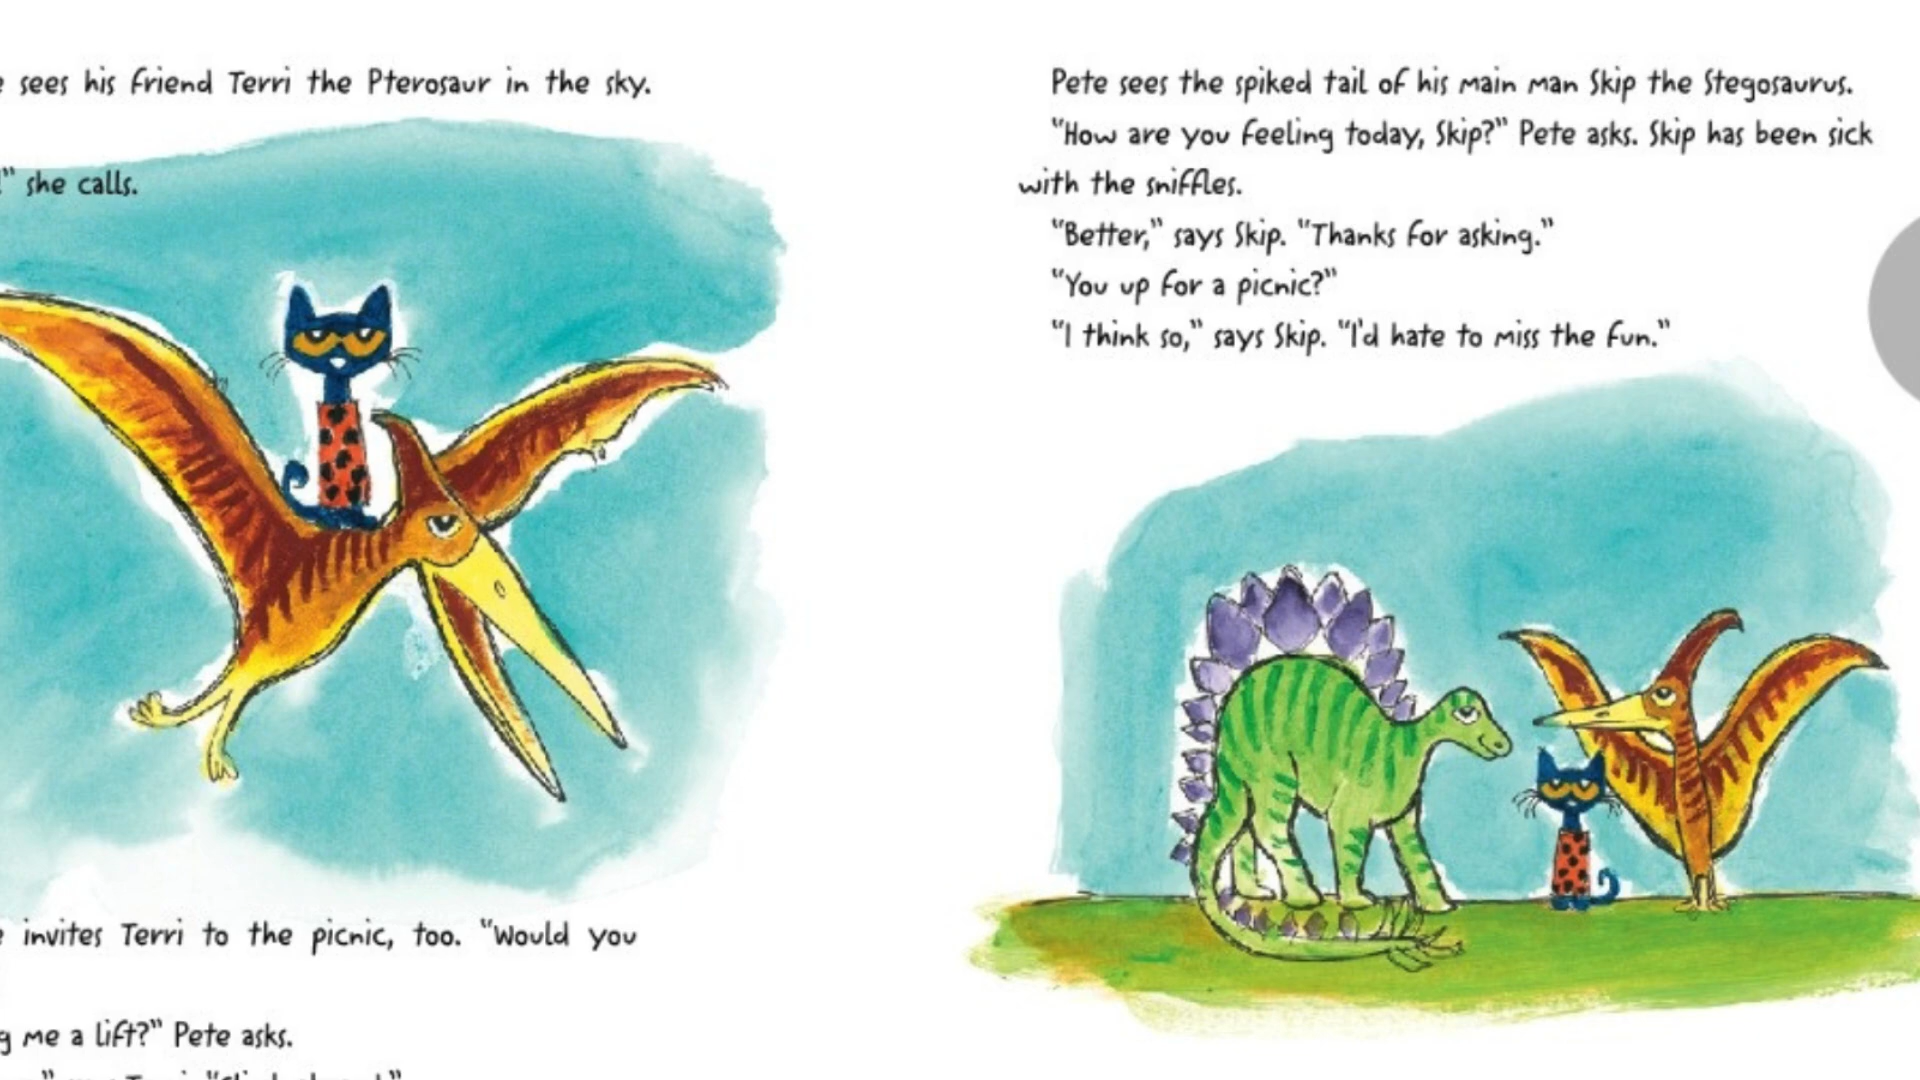 sees his friend Terri the Pterosaur in the sky.
she calls.
invites Terri to the picnic, too. "Would you
me a lift?" Pete asks.
Pete sees the spiked tail of his main man Skip the Stegosaurus.
"How are you feeling today, Skip?" Pete asks. Skip has been sick
with the sniffles.
"Better," says Skip. "Thanks for asking."
"You up for a picnic?"
"I think so," says Skip. "I'd hate to miss the fun."